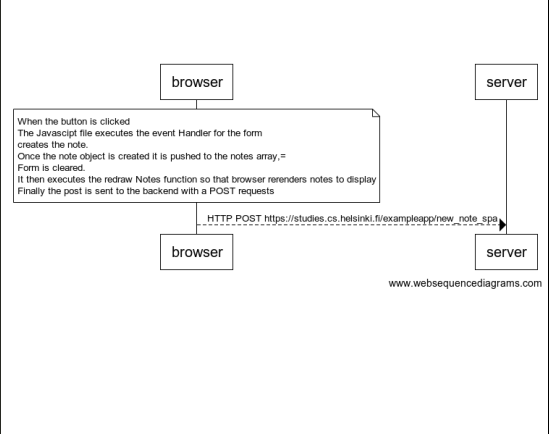 browser
server
When the button is clicked
The Javascipt file executes the event Handler for the form
creates the note.
Once the note object is created it is pushed to the notes array,=
Form is cleared.
It then executes the redraw Notes function so that browser rerenders notes to display
Finally the post is sent to the backend with a POST requests
HTTP POST https://studies.cs.helsinki.fi/exampleapp/new_note_spa
browser
server
www.websequencediagrams.com